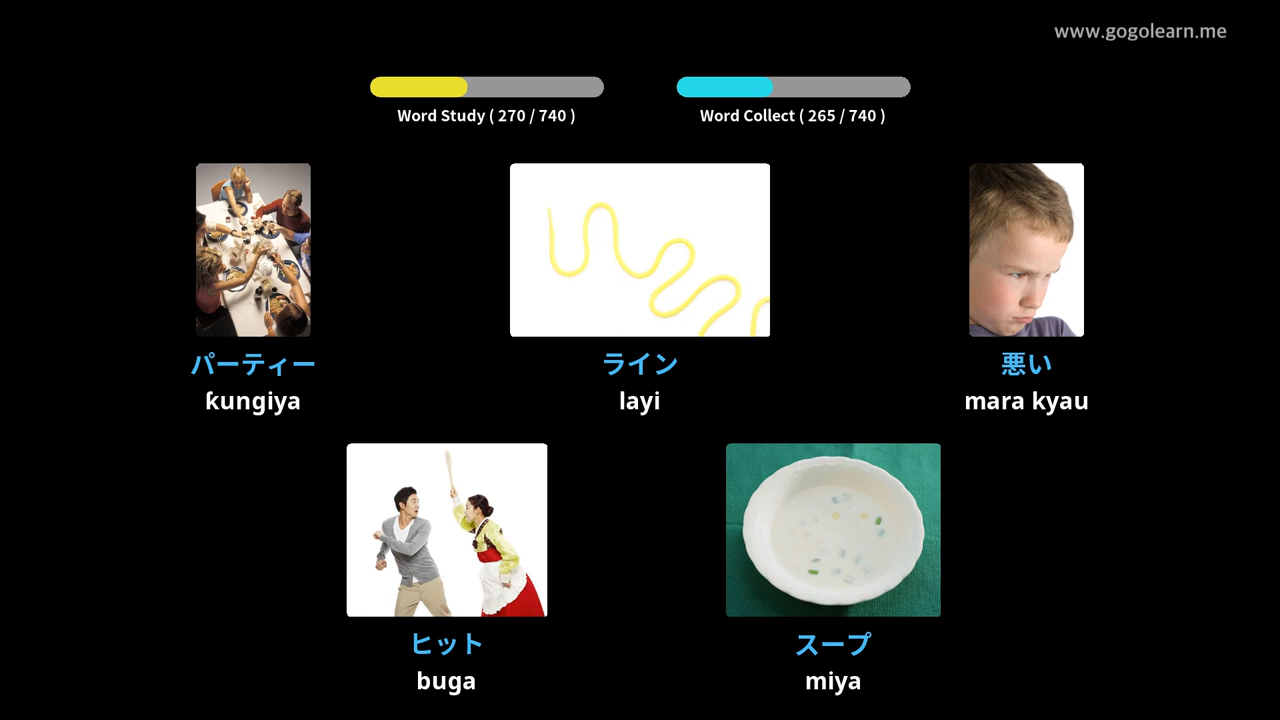 www.gogolearn.me
Word Study ( 270 / 740 )
Word Collect ( 265 / 740 )
パーティー
ƙungiya
ライン
layi
悪い
mara kyau
ヒット
buga
スープ
miya